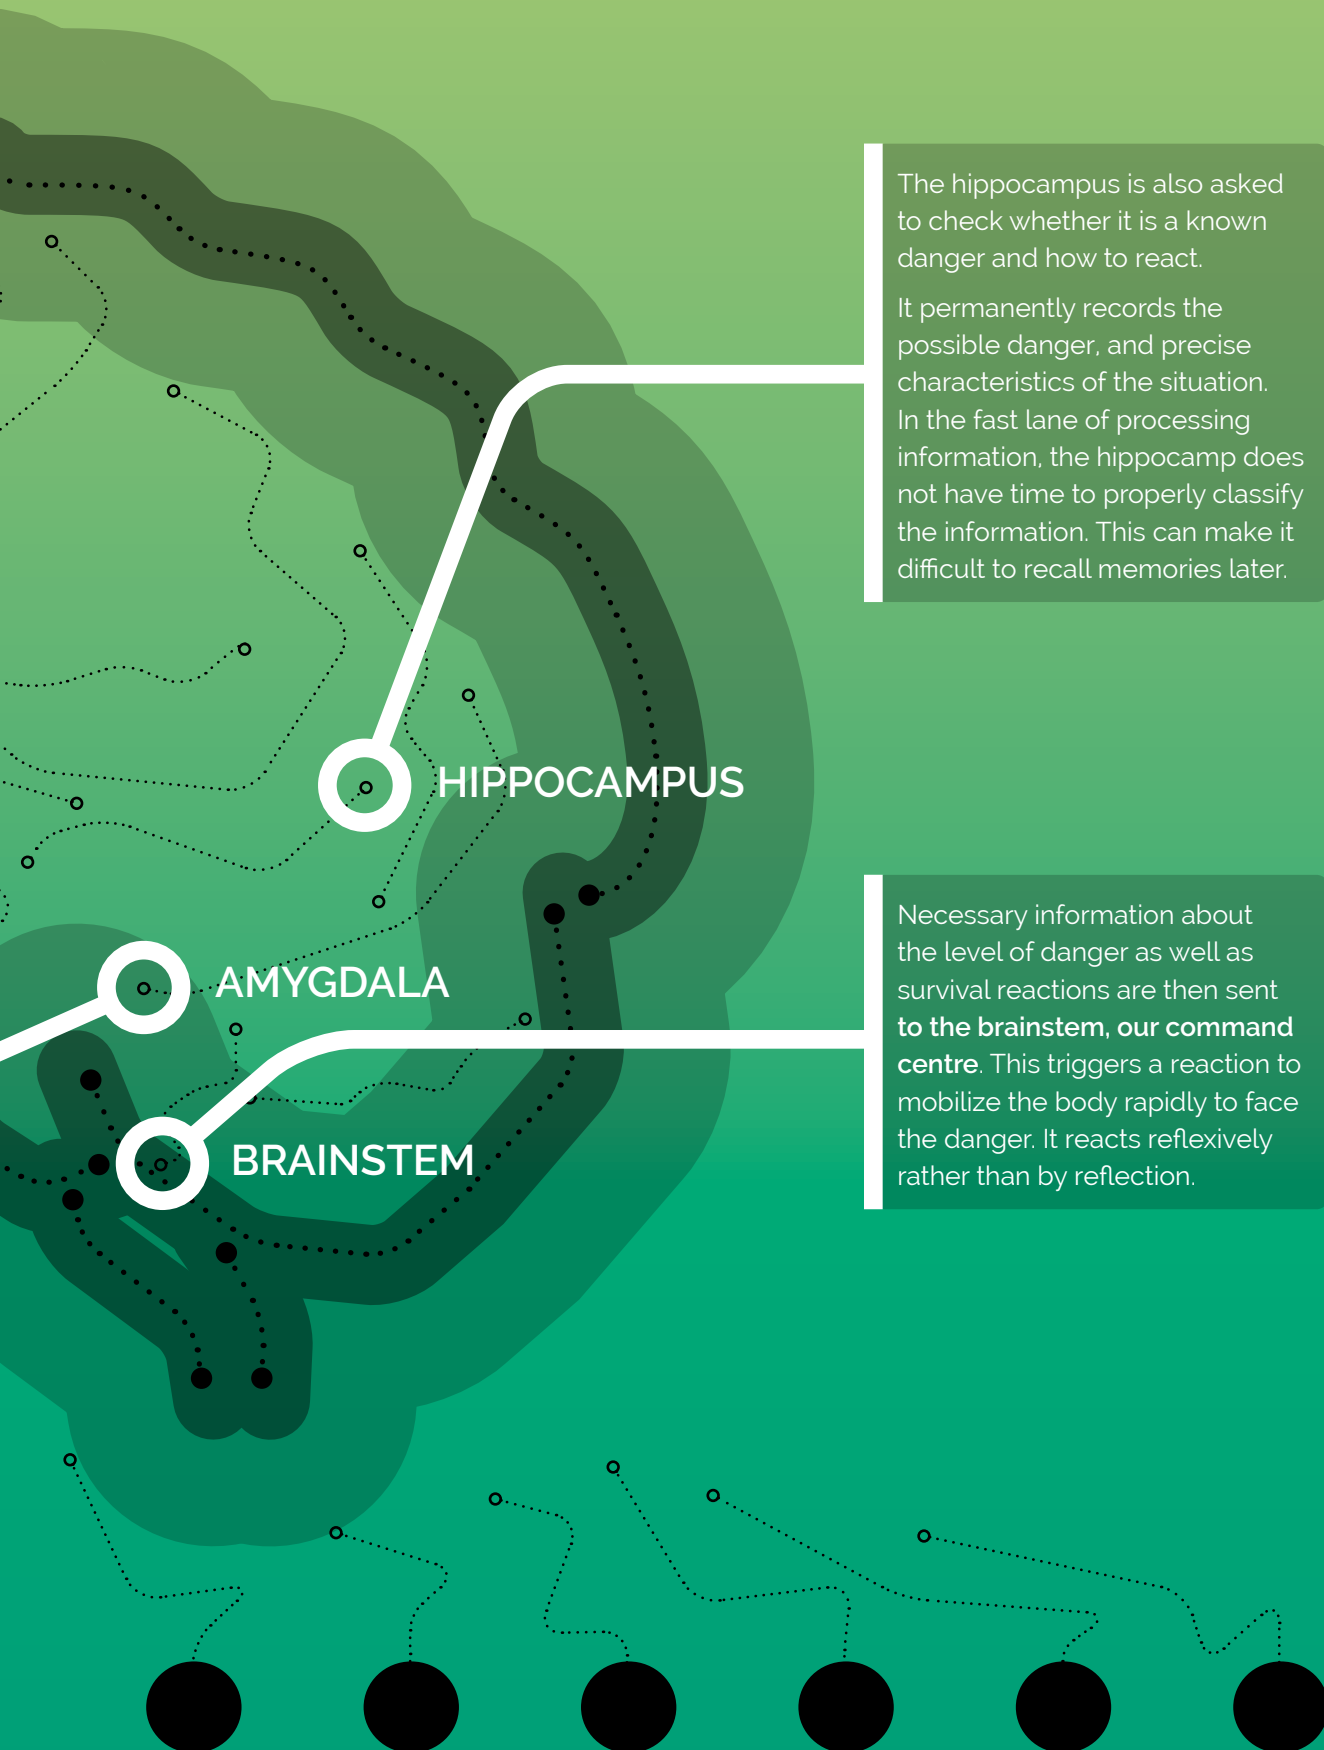 The hippocampus is also asked
to check whether it is a known
danger and how to react.
It permanently records the
possible danger, and precise
characteristics of the situation.
In the fast lane of processing
information, the hippocamp does
not have time to properly classify
the information. This can make it
difficult to recall memories later.
HIPPOCAMPUS
AMYGDALA
Necessary information about
the level of danger as well as
survival reactions are then sent
to the brainstem, our command
centre. This triggers a reaction to
mobilize the body rapidly to face
the danger. It reacts reflexively
rather than by reflection.
BRAINSTEM